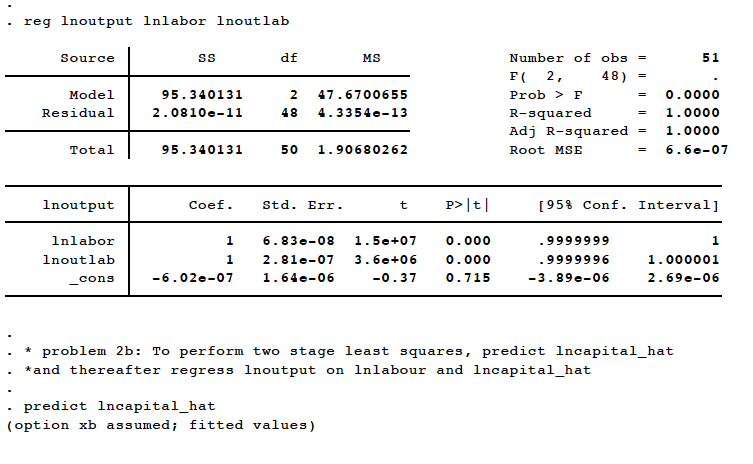 .
. reg lnoutput lnlabor lnoutlab
Source SS df MS Number of obs = 51
F( 2, 48) = .
Model 95.340131 2 47.6700655 Prob > F = 0.0000
Residual 2.0810e-11 48 4.3354e-13 R-squared = 1.0000
Adj R-squared = 1.0000
Total 95.340131 50 1.90680262 Root MSE = 6.6e-07
lnoutput Coef. Std. Err. t P>|t| [95% Conf. Interval]
lnlabor 1 6.83e-08 1.5e+07 0.000 .9999999 1
lnoutlab 1 2.81e-07 3.6e+06 0.000 .9999996 1.000001
_cons -6.02e-07 1.64e-06 -0.37 0.715 -3.89e-06 2.69e-06
.
. * problem 2b: To perform two stage least squares, predict lncapital_hat
. *and thereafter regress lnoutput on lnlabour and lncapital_hat
.
. predict lncapital_hat
(option xb assumed; fitted values)